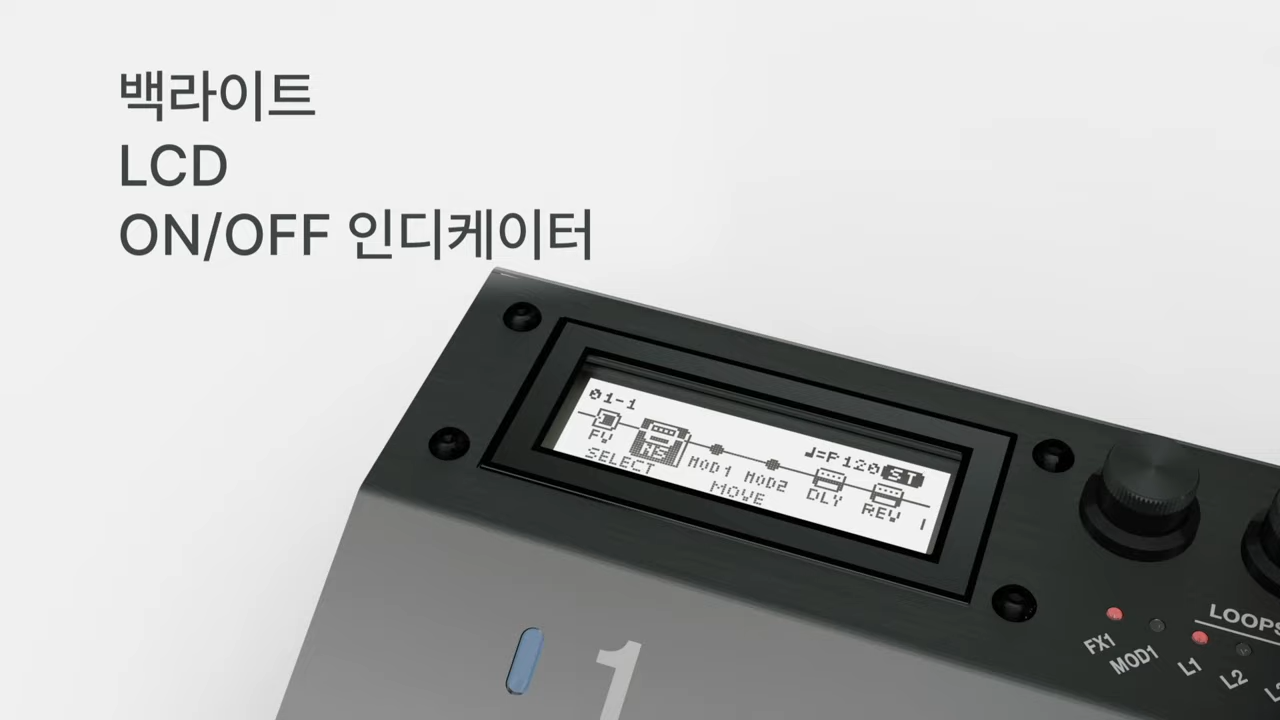 백라이트
LCD
ON/OFF 인디케이터
01-1
♩=P120 ST
FV NS MOD1 MOD2 DLY REV
SELECT MOVE
LOOPS
FX1 MOD1 L1 L2
1